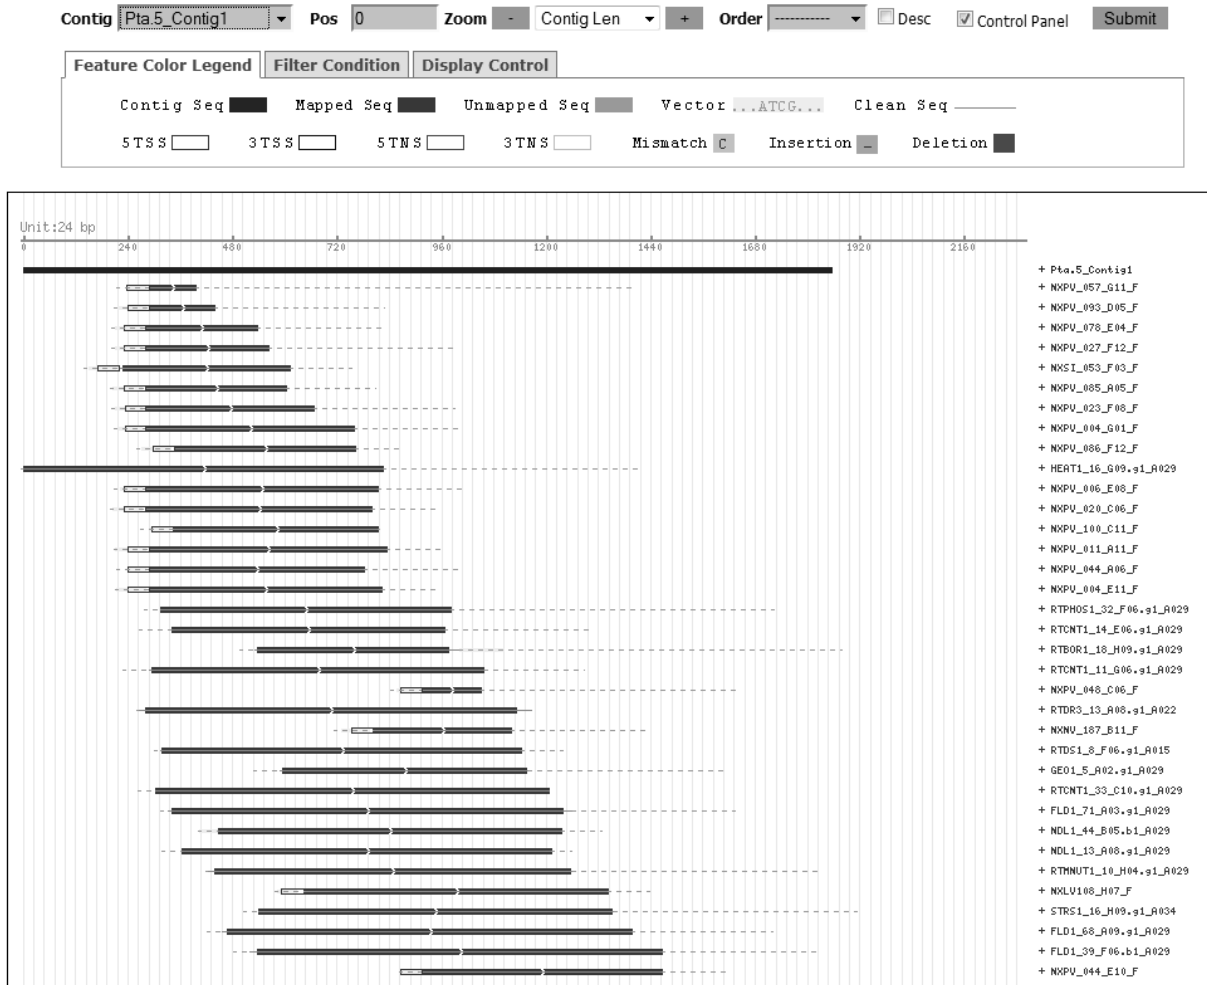 Contig Pta.5_Contig1 Pos 0 Zoom - Contig Len + Order ----------- Desc Control Panel Submit
Feature Color Legend Filter Condition Display Control
Contig Seq Mapped Seq Unmapped Seq Vector ...ATCG... Clean Seq
5TSS 3TSS 5TNS 3TNS Mismatch C Insertion _ Deletion
Unit:24 bp
0 240 480 720 960 1200 1440 1680 1920 2160
+ Pta.5_Contig1
+ NXPV_057_G11_F
+ NXPV_093_D05_F
+ NXPV_078_E04_F
+ NXPV_027_F12_F
+ NXSI_053_F03_F
+ NXPV_085_A05_F
+ NXPV_023_F08_F
+ NXPV_004_G01_F
+ NXPV_086_F12_F
+ HEAT1_16_G09.g1_A029
+ NXPV_006_E08_F
+ NXPV_020_C06_F
+ NXPV_100_C11_F
+ NXPV_011_A11_F
+ NXPV_044_A06_F
+ NXPV_004_E11_F
+ RTPHOS1_32_F06.g1_A029
+ RTCNT1_14_E06.g1_A029
+ RTBOR1_18_H09.g1_A029
+ RTCNT1_11_G06.g1_A029
+ NXPV_048_C06_F
+ RTDR3_13_A08.g1_A022
+ NXNV_187_B11_F
+ RTDS1_8_F06.g1_A015
+ GEO1_5_A02.g1_A029
+ RTCNT1_33_C10.g1_A029
+ FLD1_71_A03.g1_A029
+ NDL1_44_B05.b1_A029
+ NDL1_13_A08.g1_A029
+ RTMNUT1_10_H04.g1_A029
+ NXLV108_H07_F
+ STRS1_16_H09.g1_A034
+ FLD1_68_A09.g1_A029
+ FLD1_39_F06.b1_A029
+ NXPV_044_E10_F